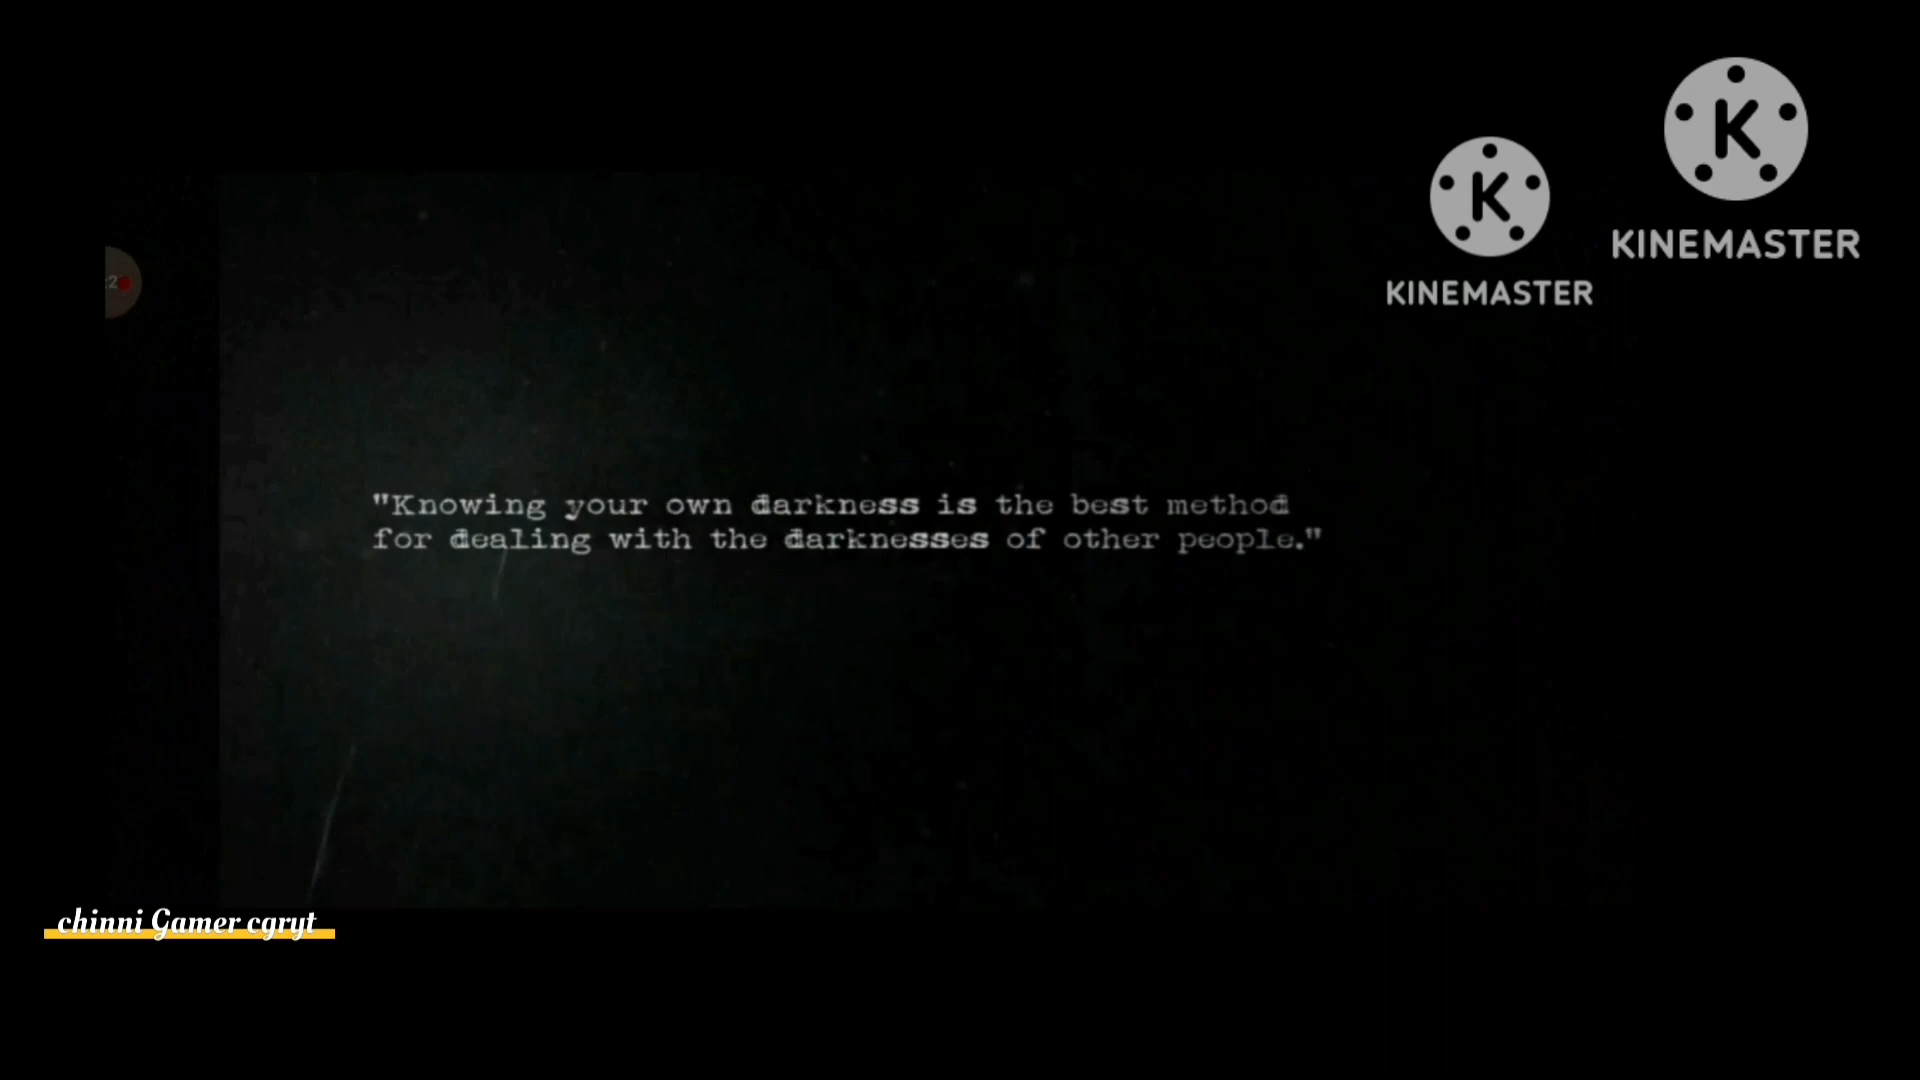 KINEMASTER
KINEMASTER
:2
"Knowing your own darkness is the best method
for dealing with the darknesses of other people."
chinni Gamer cgryt